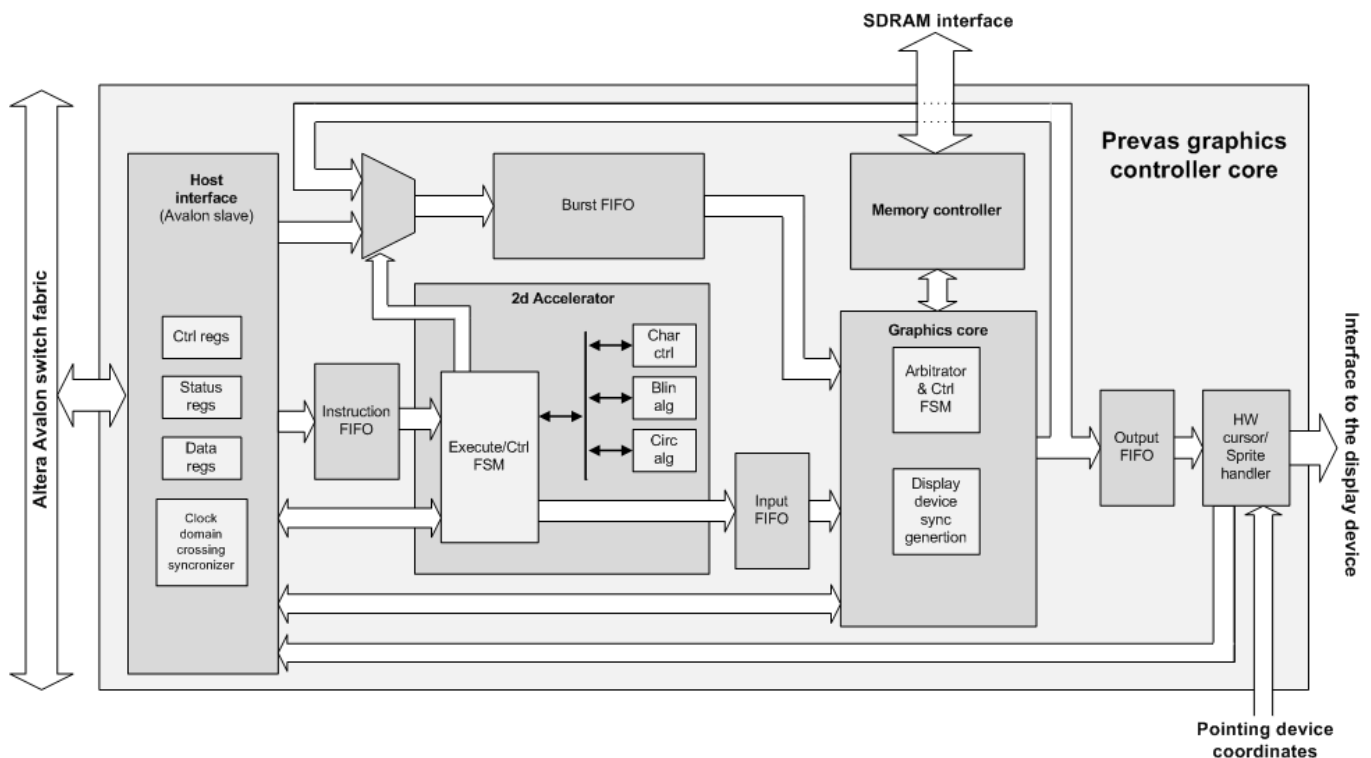 SDRAM interface
Prevas graphics
controller core
Altera Avalon switch fabric
Host
interface
(Avalon slave)
Ctrl regs
Status
regs
Data
regs
Clock
domain
crossing
syncronizer
Burst FIFO
Memory controller
2d Accelerator
Char
ctrl
Blin
alg
Circ
alg
Instruction
FIFO
Execute/Ctrl
FSM
Input
FIFO
Graphics core
Arbitrator
& Ctrl
FSM
Display
device
sync
genertion
Output
FIFO
HW
cursor/
Sprite
handler
Interface to the display device
Pointing device
coordinates